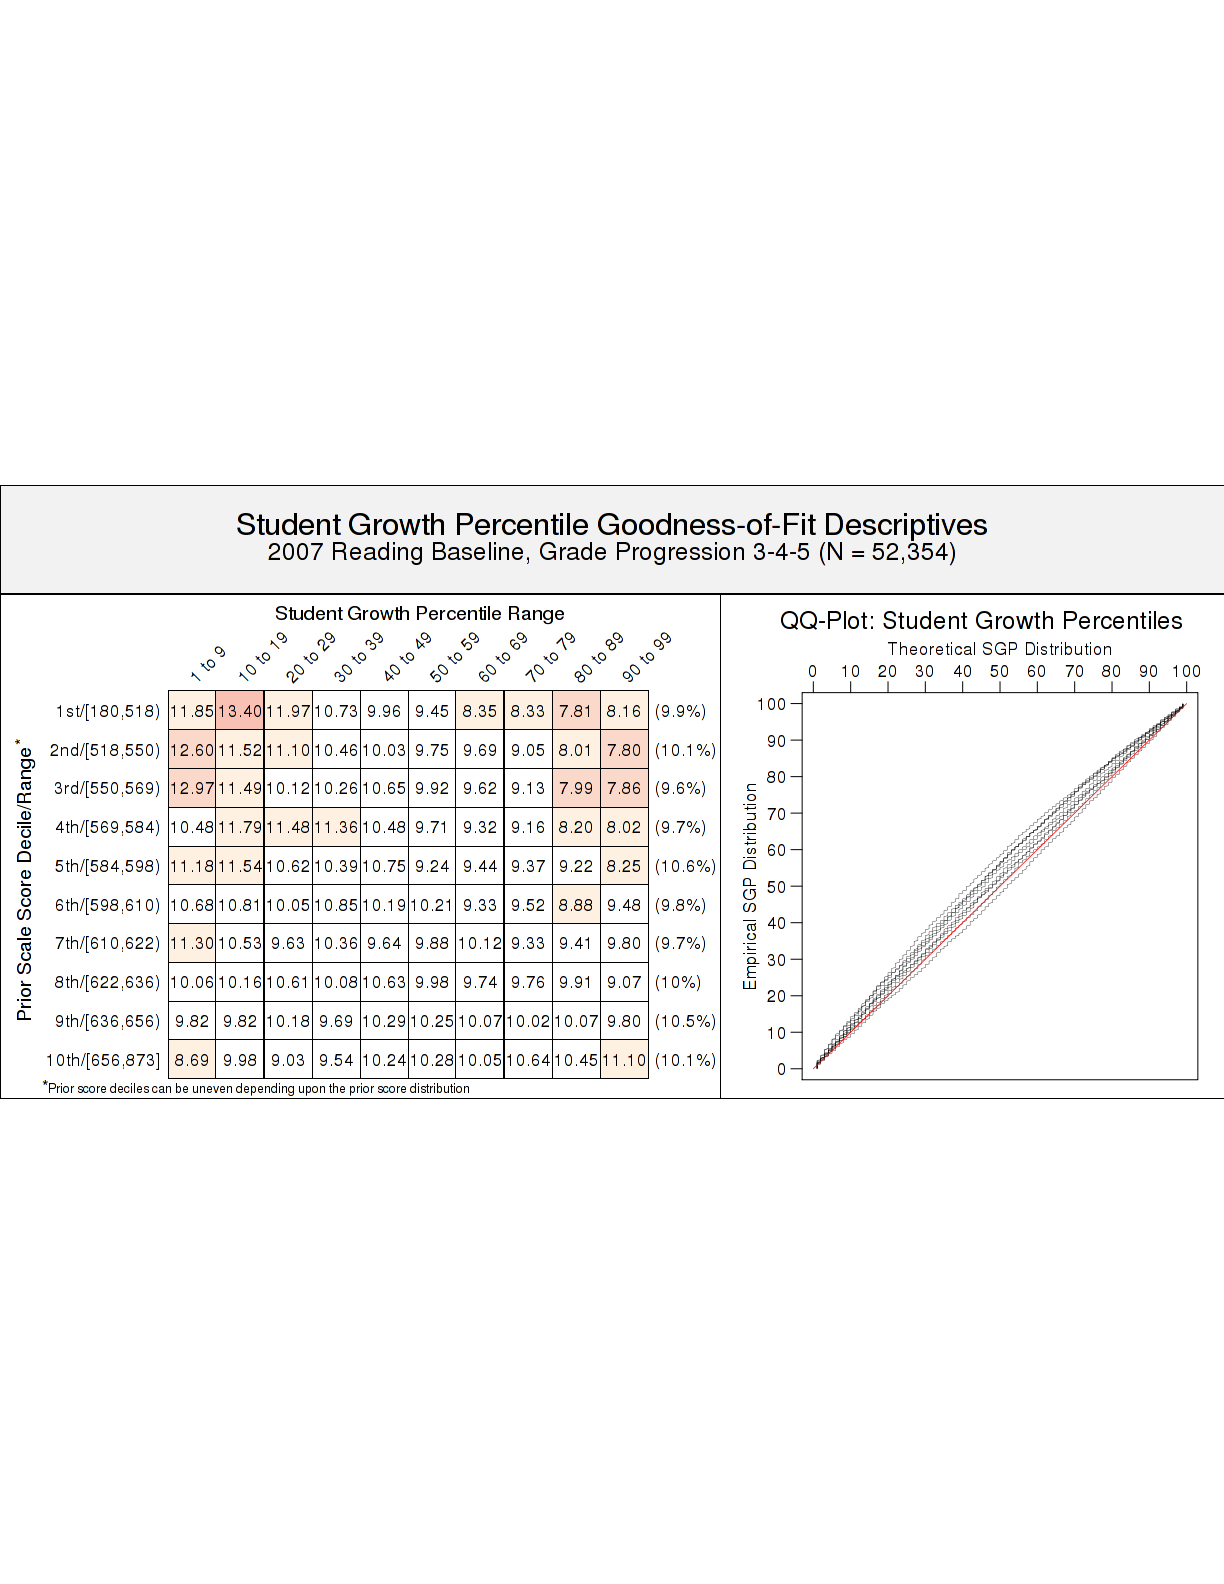 Student Growth Percentile Goodness-of-Fit Descriptives
2007 Reading Baseline, Grade Progression 3-4-5 (N = 52,354)
Student Growth Percentile Range
1 to 9 10 to 19 20 to 29 30 to 39 40 to 49 50 to 59 60 to 69 70 to 79 80 to 89 90 to 99
Prior Scale Score Decile/Range*
1st/[180,518) 11.85 13.40 11.97 10.73 9.96 9.45 8.35 8.33 7.81 8.16 (9.9%)
2nd/[518,550) 12.60 11.52 11.10 10.46 10.03 9.75 9.69 9.05 8.01 7.80 (10.1%)
3rd/[550,569) 12.97 11.49 10.12 10.26 10.65 9.92 9.62 9.13 7.99 7.86 (9.6%)
4th/[569,584) 10.48 11.79 11.48 11.36 10.48 9.71 9.32 9.16 8.20 8.02 (9.7%)
5th/[584,598) 11.18 11.54 10.62 10.39 10.75 9.24 9.44 9.37 9.22 8.25 (10.6%)
6th/[598,610) 10.68 10.81 10.05 10.85 10.19 10.21 9.33 9.52 8.88 9.48 (9.8%)
7th/[610,622) 11.30 10.53 9.63 10.36 9.64 9.88 10.12 9.33 9.41 9.80 (9.7%)
8th/[622,636) 10.06 10.16 10.61 10.08 10.63 9.98 9.74 9.76 9.91 9.07 (10%)
9th/[636,656) 9.82 9.82 10.18 9.69 10.29 10.25 10.07 10.02 10.07 9.80 (10.5%)
10th/[656,873] 8.69 9.98 9.03 9.54 10.24 10.28 10.05 10.64 10.45 11.10 (10.1%)
*Prior score deciles can be uneven depending upon the prior score distribution
QQ-Plot: Student Growth Percentiles
Theoretical SGP Distribution
0 10 20 30 40 50 60 70 80 90 100
Empirical SGP Distribution
100
90
80
70
60
50
40
30
20
10
0